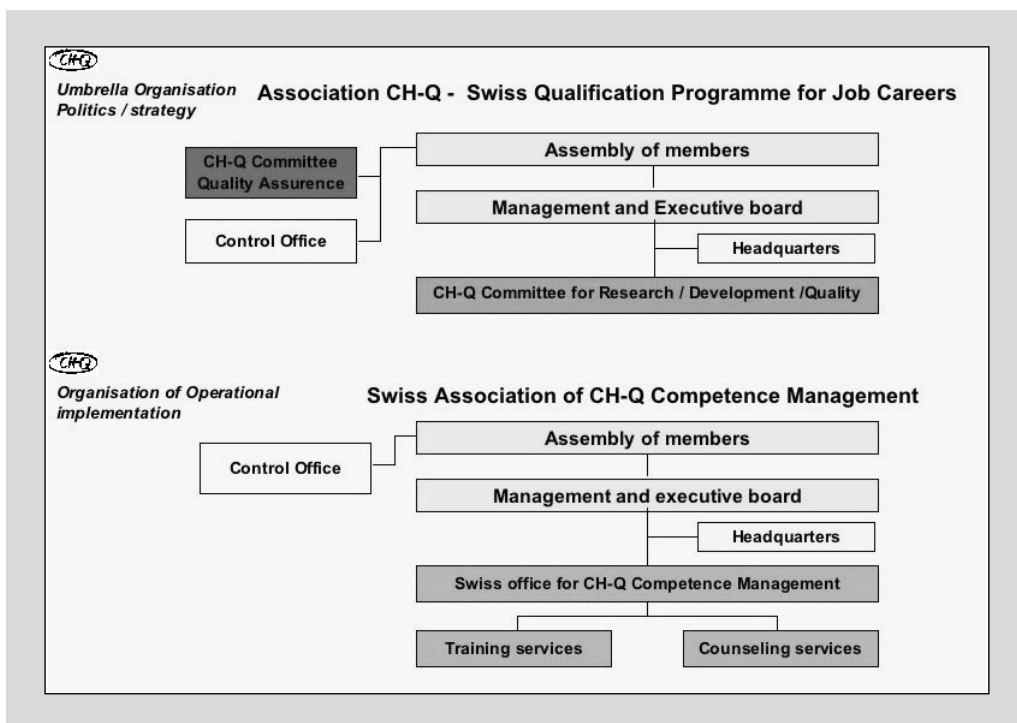 CH-Q
Umbrella Organisation
Politics / strategy
Association CH-Q - Swiss Qualification Programme for Job Careers
CH-Q Committee
Quality Assurence
Assembly of members
Management and Executive board
Control Office
Headquarters
CH-Q Committee for Research / Development /Quality
CH-Q
Organisation of Operational
implementation
Swiss Association of CH-Q Competence Management
Assembly of members
Control Office
Management and executive board
Headquarters
Swiss office for CH-Q Competence Management
Training services
Counseling services